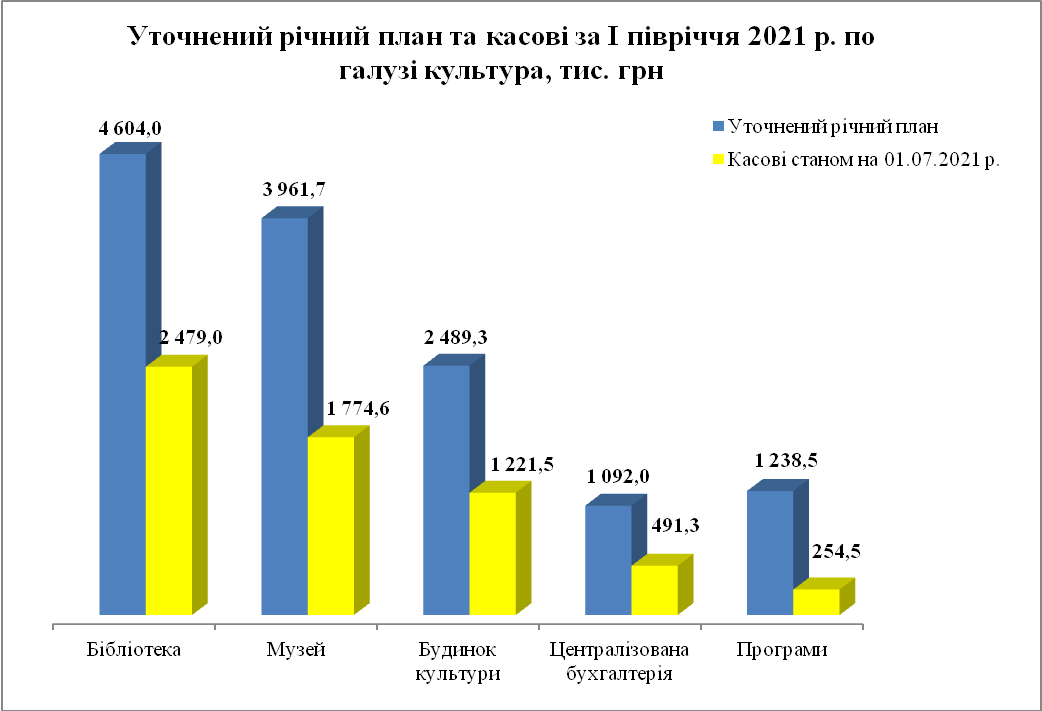 Уточнений річний план та касові за І півріччя 2021 р. по
галузі культура, тис. грн
Уточнений річний план
Касові станом на 01.07.2021 р.
4 604,0
2 479,0
3 961,7
1 774,6
2 489,3
1 221,5
1 092,0
491,3
1 238,5
254,5
Бібліотека
Музей
Будинок
культури
Централізована
бухгалтерія
Програми